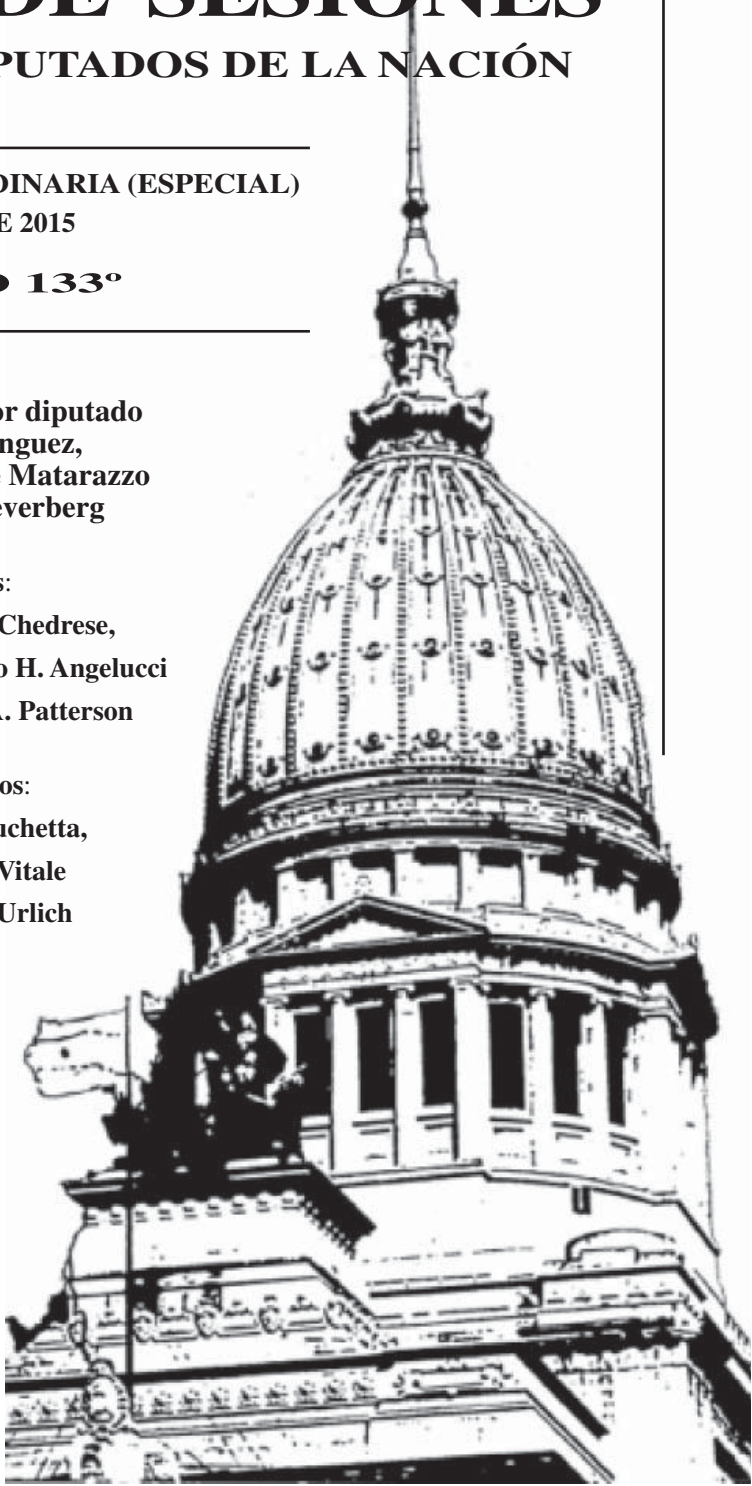 DE SESIONES
PUTADOS DE LA NACIÓN
DINARIA (ESPECIAL)
E 2015
O 133º
or diputado
nguez,
e Matarazzo
everberg
s:
Chedrese,
o H. Angelucci
A. Patterson
os:
uchetta,
Vitale
Urlich